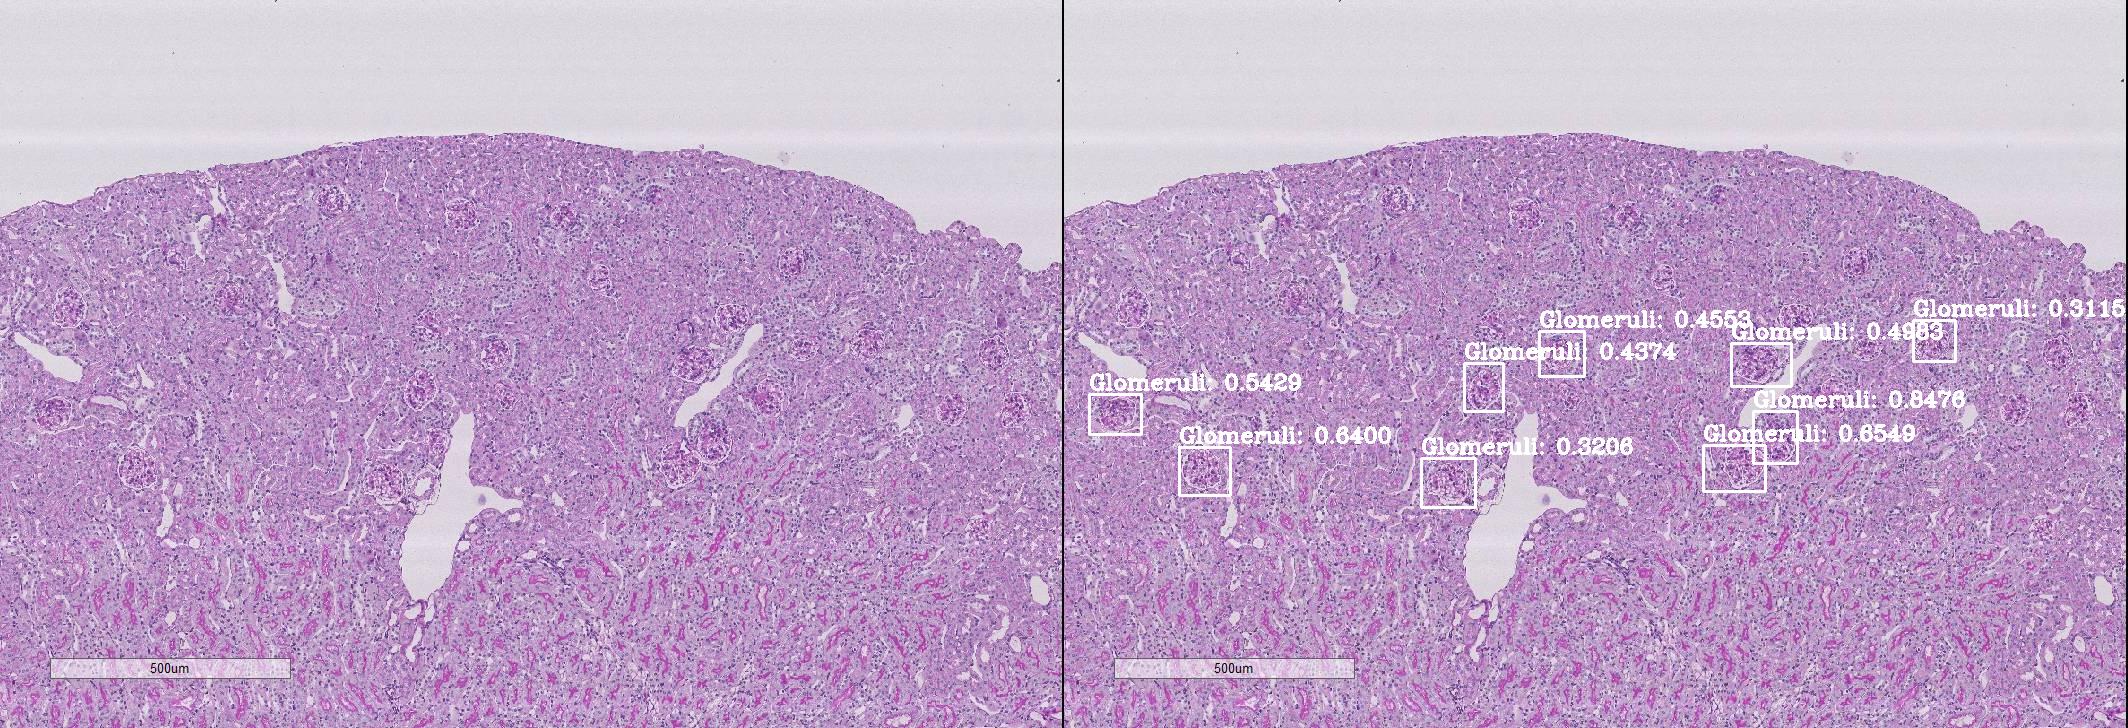 Glomeruli: 0.3115
Glomeruli: 0.4553
Glomeruli: 0.4983
Glomeruli: 0.4374
Glomeruli: 0.5429
Glomeruli: 0.8476
Glomeruli: 0.6549
Glomeruli: 0.6400
Glomeruli: 0.3206
500um
500um